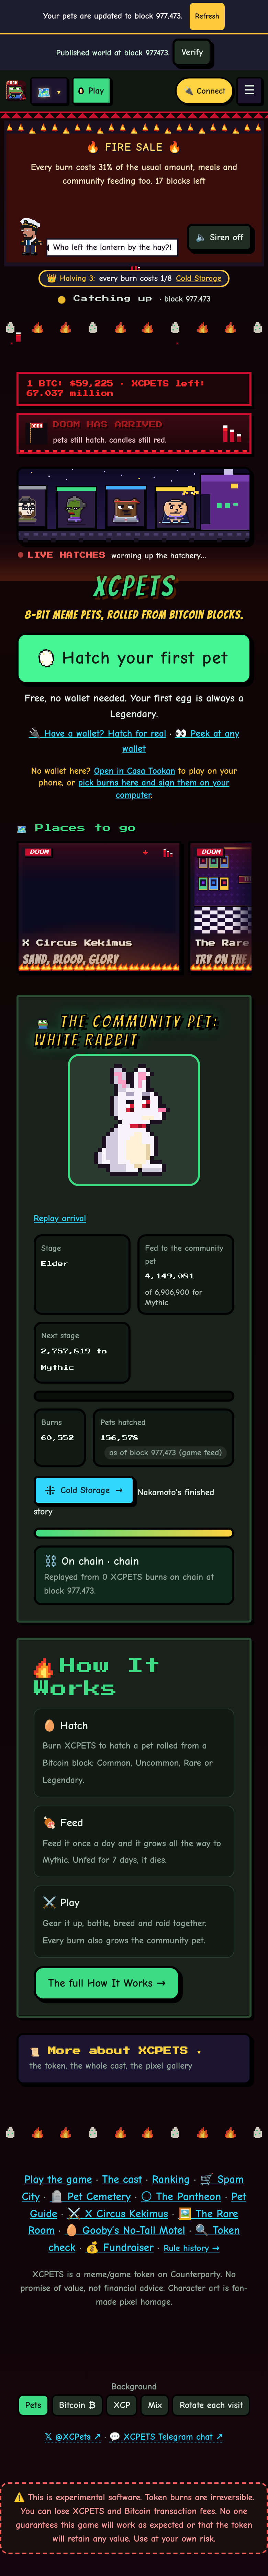 Your pets are updated to block 977,473. Refresh
Published world at block 977473. Verify
DOOM
Play
Connect
FIRE SALE
Every burn costs 31% of the usual amount, meals and
community feeding too. 17 blocks left
Siren off
Who left the lantern by the hay?!
Halving 3: every burn costs 1/8 Cold Storage
Catching up · block 977,473
1 BTC: $59,225 · XCPETS left:
67.037 million
DOOM HAS ARRIVED
pets still hatch. candles still red.
LIVE HATCHES warming up the hatchery...
XCPETS
8-BIT MEME PETS, ROLLED FROM BITCOIN BLOCKS.
Hatch your first pet
Free, no wallet needed. Your first egg is always a
Legendary.
Have a wallet? Hatch for real · Peek at any
wallet
No wallet here? Open in Casa Tookan to play on your
phone, or pick burns here and sign them on your
computer.
Places to go
DOOM
X Circus Kekimus
SAND, BLOOD, GLORY
DOOM
The Rare
TRY ON THE
THE COMMUNITY PET:
WHITE RABBIT
Replay arrival
Stage
Elder
Fed to the community
pet
4,149,081
of 6,906,900 for
Mythic
Next stage
2,757,819 to
Mythic
Burns
60,552
Pets hatched
156,578
as of block 977,473 (game feed)
Cold Storage → Nakamoto's finished
story
On chain · chain
Replayed from 0 XCPETS burns on chain at
block 977,473.
How It
Works
Hatch
Burn XCPETS to hatch a pet rolled from a
Bitcoin block: Common, Uncommon, Rare or
Legendary.
Feed
Feed it once a day and it grows all the way to
Mythic. Unfed for 7 days, it dies.
Play
Gear it up, battle, breed and raid together.
Every burn also grows the community pet.
The full How It Works →
More about XCPETS
the token, the whole cast, the pixel gallery
Play the game · The cast · Ranking · Spam
City · Pet Cemetery · The Pantheon · Pet
Guide · X Circus Kekimus · The Rare
Room · Gooby's No-Tail Motel · Token
check · Fundraiser · Rule history →
XCPETS is a meme/game token on Counterparty. No
promise of value, not financial advice. Character art is fan-
made pixel homage.
Background
Pets Bitcoin ₿ XCP Mix Rotate each visit
𝕏 @XCPets ↗ · XCPETS Telegram chat ↗
⚠️ This is experimental software. Token burns are irreversible.
You can lose XCPETS and Bitcoin transaction fees. No one
guarantees this game will work as expected or that the token
will retain any value. Use at your own risk.